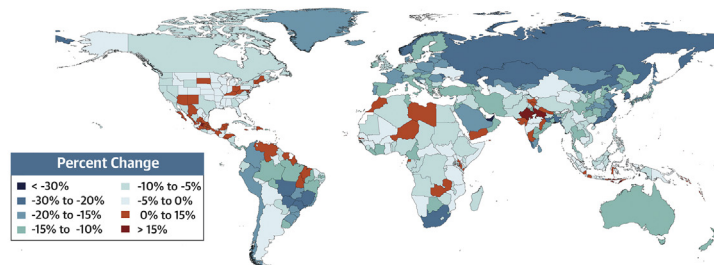 Percent Change
< -30%
-30% to -20%
-20% to -15%
-15% to -10%
-10% to -5%
-5% to 0%
0% to 15%
> 15%